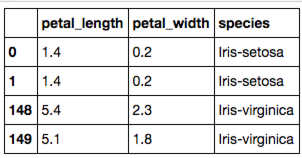 petal_length petal_width species
0 1.4 0.2 Iris-setosa
1 1.4 0.2 Iris-setosa
148 5.4 2.3 Iris-virginica
149 5.1 1.8 Iris-virginica